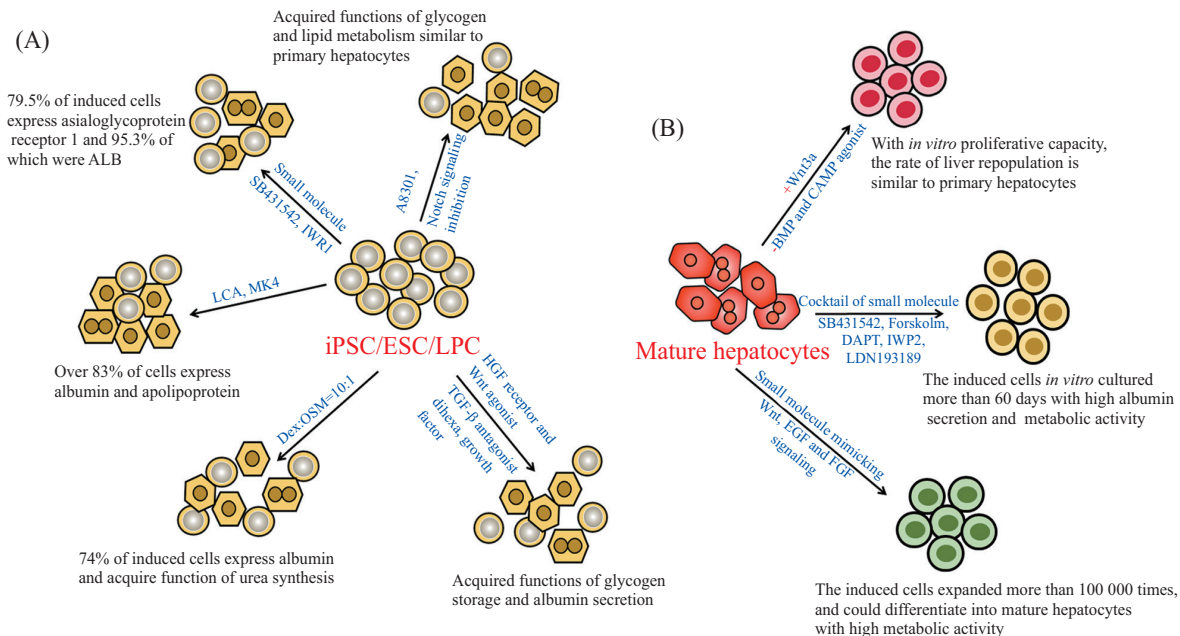 (A)
Acquired functions of glycogen
and lipid metabolism similar to
primary hepatocytes
79.5% of induced cells
express asialoglycoprotein
receptor 1 and 95.3% of
which were ALB
Small molecule
SB431542, IWR1
A8301,
Notch signaling
inhibition
LCA, MK4
iPSC/ESC/LPC
Over 83% of cells express
albumin and apolipoprotein
Dex:OSM=10:1
HGF receptor and
Wnt agonist
TGF-β antagonist
dihexa, growth
factor
74% of induced cells express albumin
and acquire function of urea synthesis
Acquired functions of glycogen
storage and albumin secretion
(B)
+Wnt3a
-BMP and CAMP agonist
With in vitro proliferative capacity,
the rate of liver repopulation is
similar to primary hepatocytes
Mature hepatocytes
Cocktail of small molecule
SB431542, Forskolm,
DAPT, IWP2,
LDN193189
The induced cells in vitro cultured
more than 60 days with high albumin
secretion and metabolic activity
Small molecule mimicking
Wnt, EGF and FGF
signaling
The induced cells expanded more than 100 000 times,
and could differentiate into mature hepatocytes
with high metabolic activity